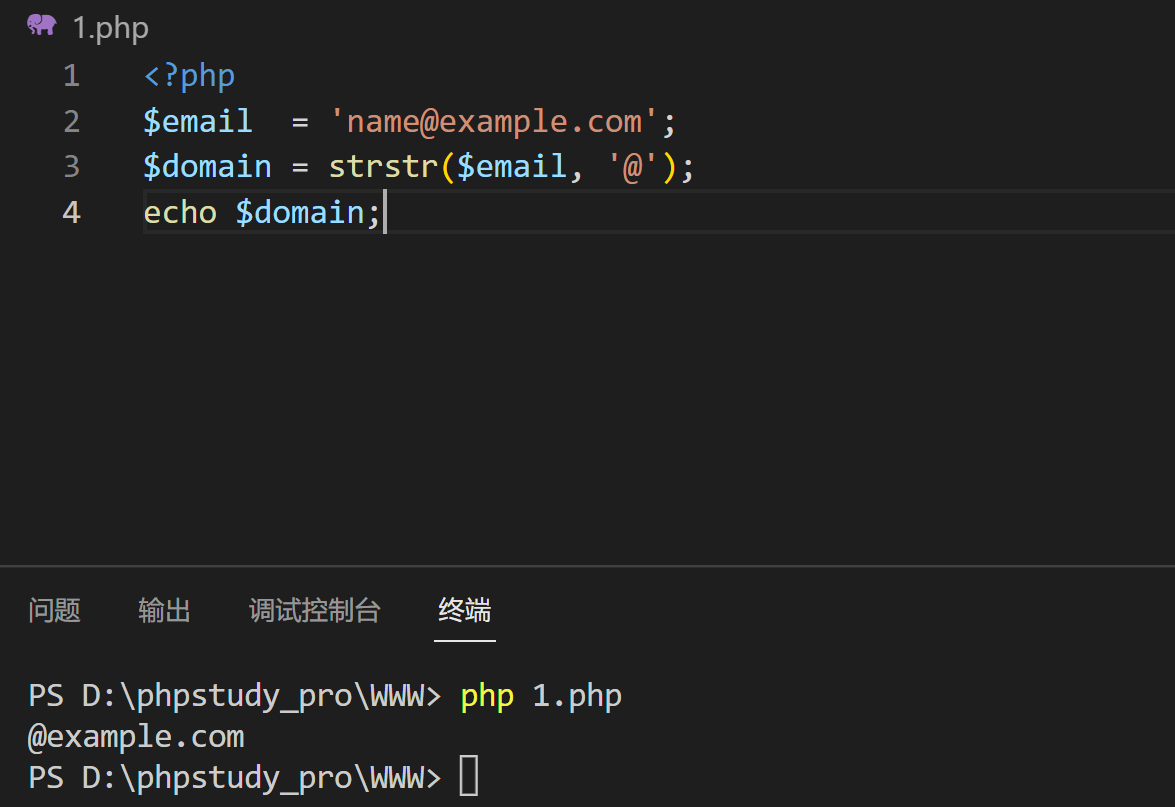 1.php
1 <?php
2 $email  = 'name@example.com';
3 $domain = strstr($email, '@');
4 echo $domain;
问题 输出 调试控制台 终端
PS D:\phpstudy_pro\WWW> php 1.php
@example.com
PS D:\phpstudy_pro\WWW>